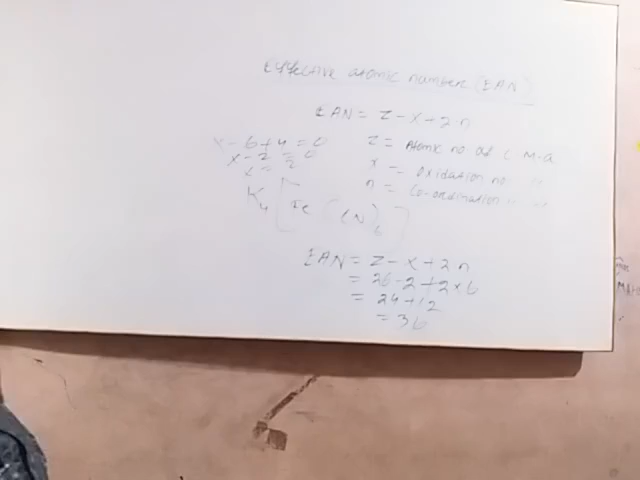 Effective atomic number (EAN)
EAN = Z - X + 2n
Z = Atomic no of C M-a
x = Oxidation no "
n = Co-ordination " "
x - 6 + 4 = 0
x - 2 = 0
x = 2
K4 [Fe (CN)6]
EAN = Z - X + 2n
= 26 - 2 + 2×6
= 24 + 12
= 36